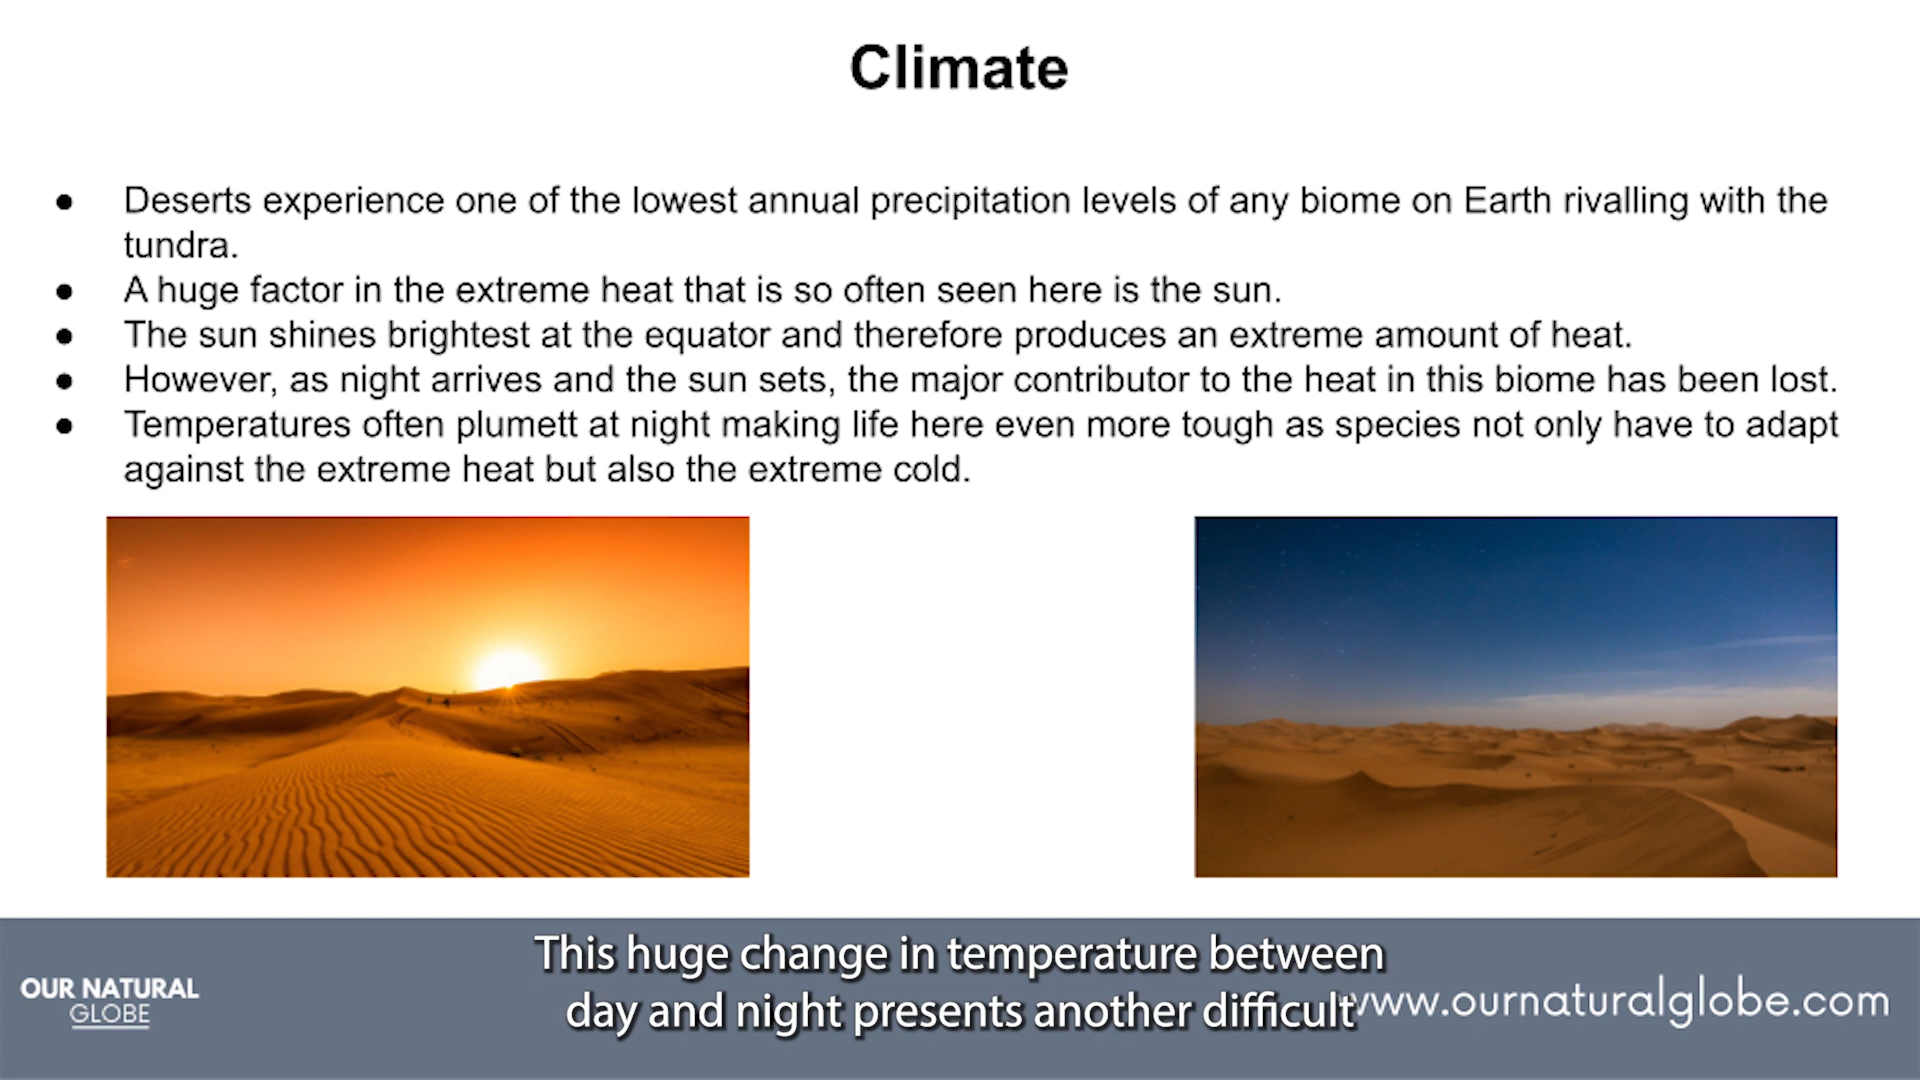 Climate
● Deserts experience one of the lowest annual precipitation levels of any biome on Earth rivalling with the
tundra.
● A huge factor in the extreme heat that is so often seen here is the sun.
● The sun shines brightest at the equator and therefore produces an extreme amount of heat.
● However, as night arrives and the sun sets, the major contributor to the heat in this biome has been lost.
● Temperatures often plumett at night making life here even more tough as species not only have to adapt
against the extreme heat but also the extreme cold.
This huge change in temperature between
day and night presents another difficult
OUR NATURAL
GLOBE
www.ournaturalglobe.com